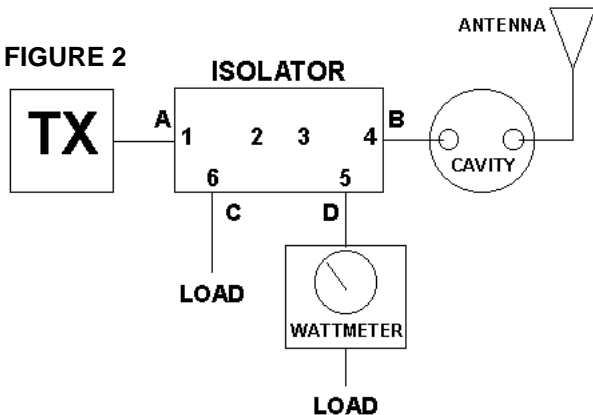 ANTENNA
FIGURE 2
ISOLATOR
TX
A
B
1 2 3 4
6 5
CAVITY
C D
LOAD
WATTMETER
LOAD